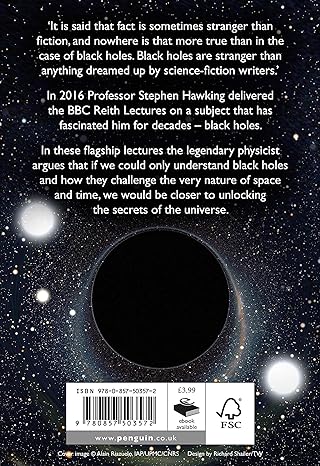 ‘It is said that fact is sometimes stranger than
fiction, and nowhere is that more true than in the
case of black holes. Black holes are stranger than
anything dreamed up by science-fiction writers.’
In 2016 Professor Stephen Hawking delivered
the BBC Reith Lectures on a subject that has
fascinated him for decades – black holes.
In these flagship lectures the legendary physicist
argues that if we could only understand black holes
and how they challenge the very nature of space
and time, we would be closer to unlocking
the secrets of the universe.
ISBN 978-0-857-50357-2
9 780857 503572
£3.99
ebook
available
FSC
www.penguin.co.uk
Cover image © Alain Riazuelo, IAP/UPMC/CNRS Design by Richard Shailer/TW